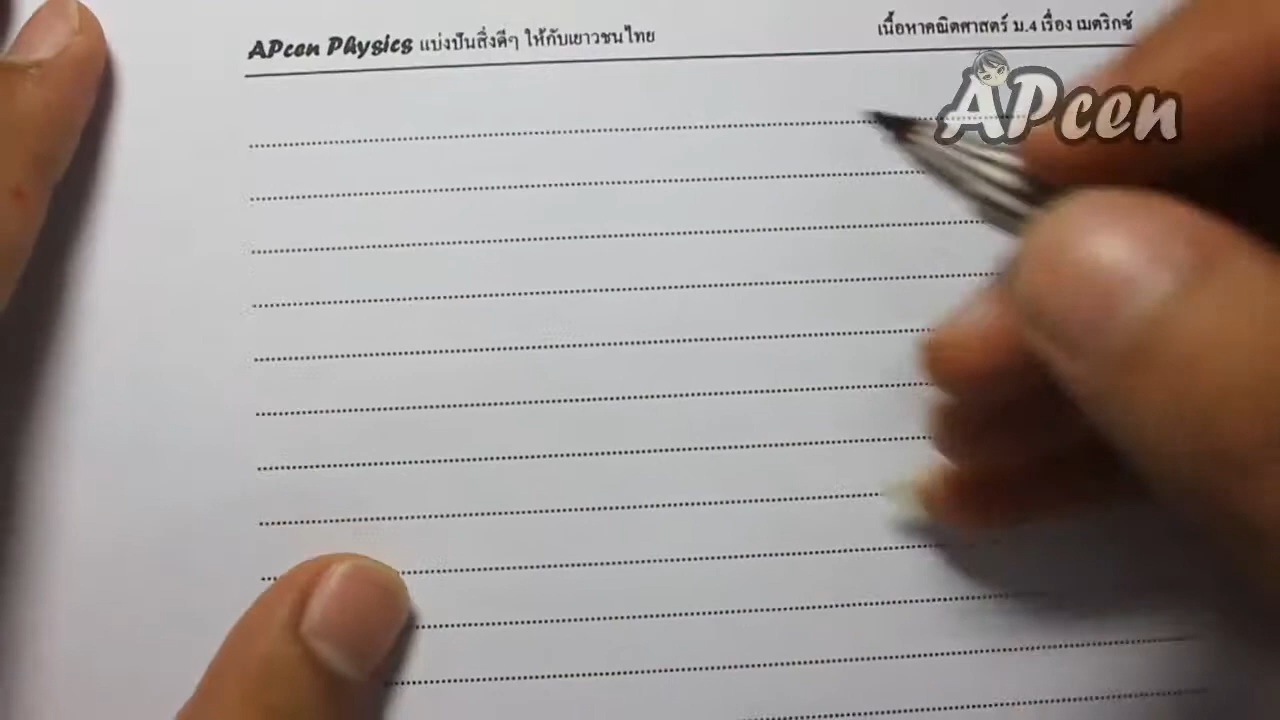 APcen Physics แบ่งปันสิ่งดีๆ ให้กับเยาวชนไทย
เนื้อหาคณิตศาสตร์ ม.4 เรื่อง เมตริกซ์
APcen